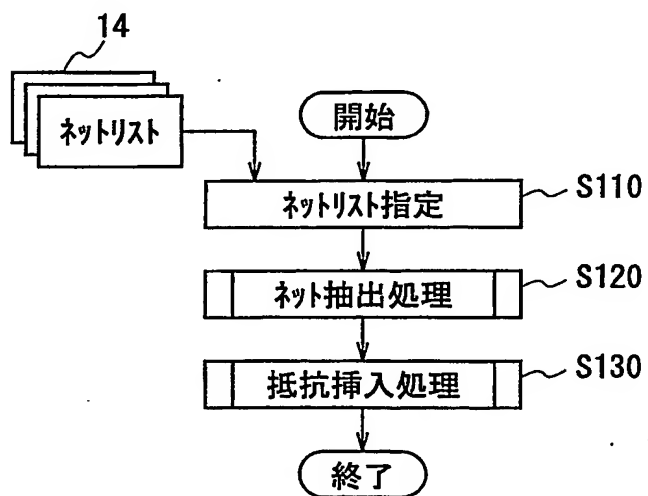 14
ネットリスト
開始
ネットリスト指定
S110
ネット抽出処理
S120
抵抗挿入処理
S130
終了